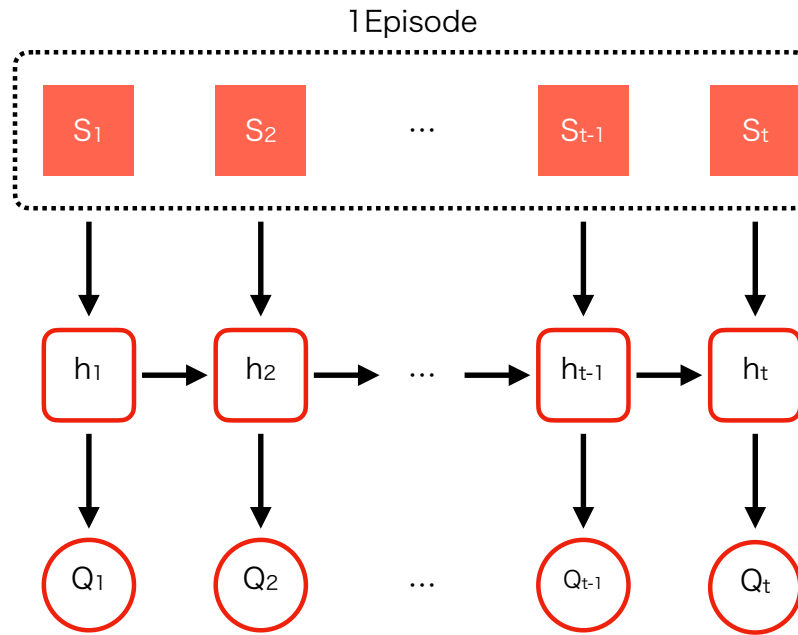 1Episode
S1 S2 ... St-1 St
h1 h2 ... ht-1 ht
Q1 Q2 ... Qt-1 Qt